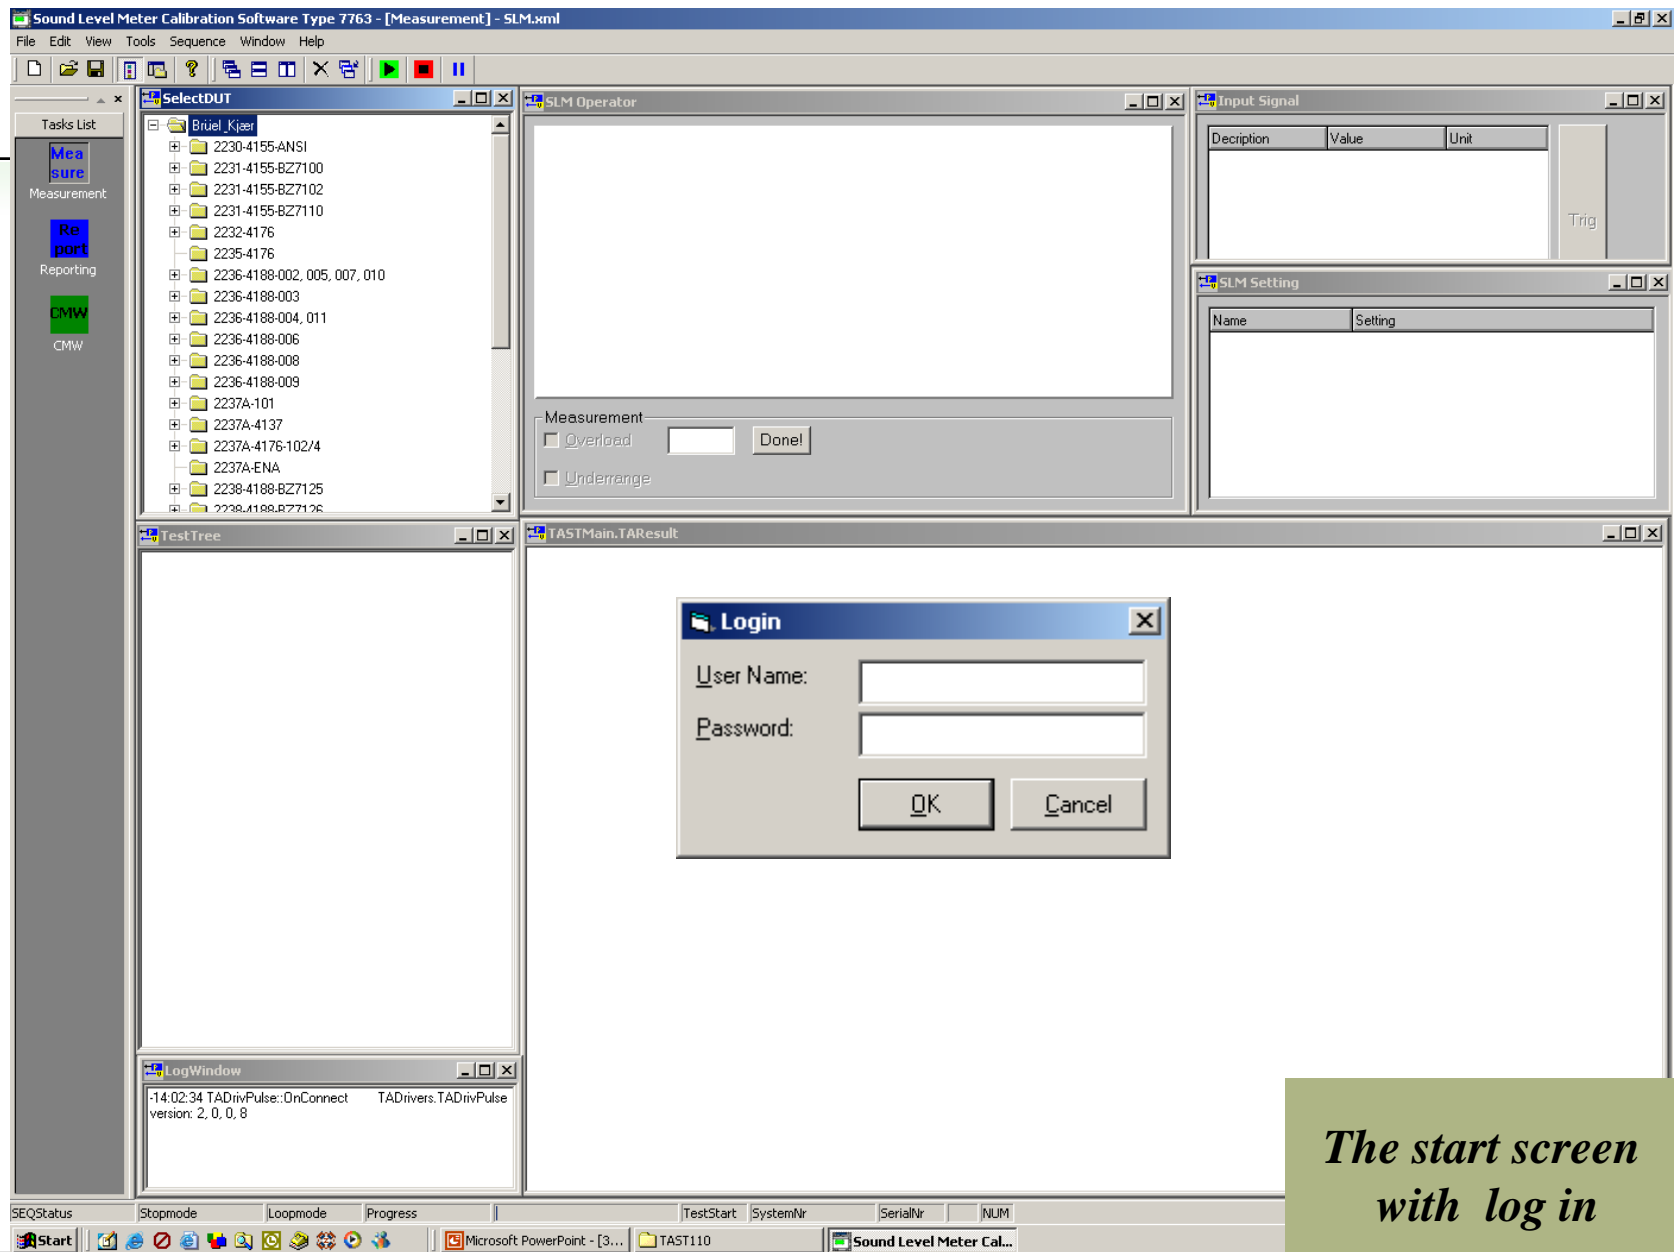 Sound Level Meter Calibration Software Type 7763 - [Measurement] - SLM.xml
File Edit View Tools Sequence Window Help
Tasks List
Mea
sure
Measurement
Re
port
Reporting
CMW
CMW
SelectDUT
Brüel_Kjær
2230-4155-ANSI
2231-4155-BZ7100
2231-4155-BZ7102
2231-4155-BZ7110
2232-4176
2235-4176
2236-4188-002, 005, 007, 010
2236-4188-003
2236-4188-004, 011
2236-4188-006
2236-4188-008
2236-4188-009
2237A-101
2237A-4137
2237A-4176-102/4
2237A-ENA
2238-4188-BZ7125
2238-4188-BZ7126
SLM Operator
Measurement
Overload
Done!
Underrange
Input Signal
Decription Value Unit
Trig
SLM Setting
Name Setting
TestTree
TASTMain.TAResult
Login
User Name:
Password:
OK Cancel
LogWindow
-14:02:34 TADrivPulse::OnConnect TADrivers.TADrivPulse
version: 2, 0, 0, 8
The start screen
with log in
SEQStatus Stopmode Loopmode Progress TestStart SystemNr SerialNr NUM
Start Microsoft PowerPoint - [3... TAST110 Sound Level Meter Cal...